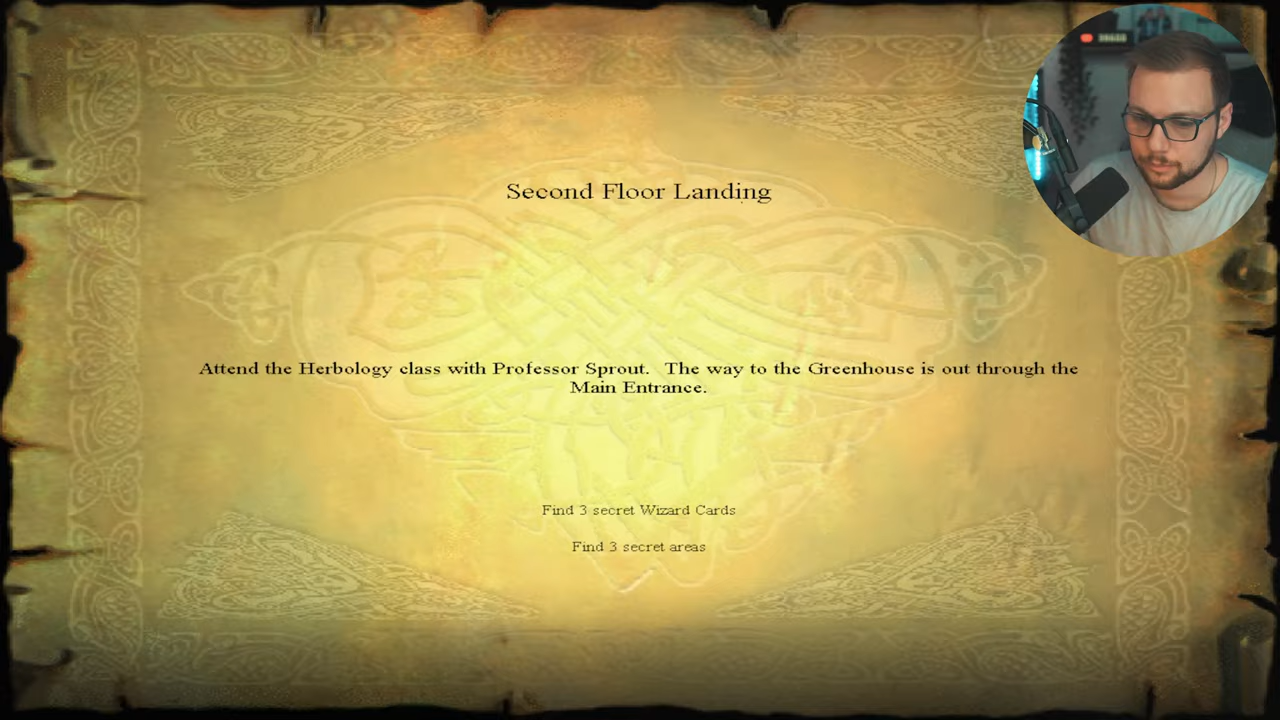 Second Floor Landing
Attend the Herbology class with Professor Sprout. The way to the Greenhouse is out through the
Main Entrance.
Find 3 secret Wizard Cards
Find 3 secret areas